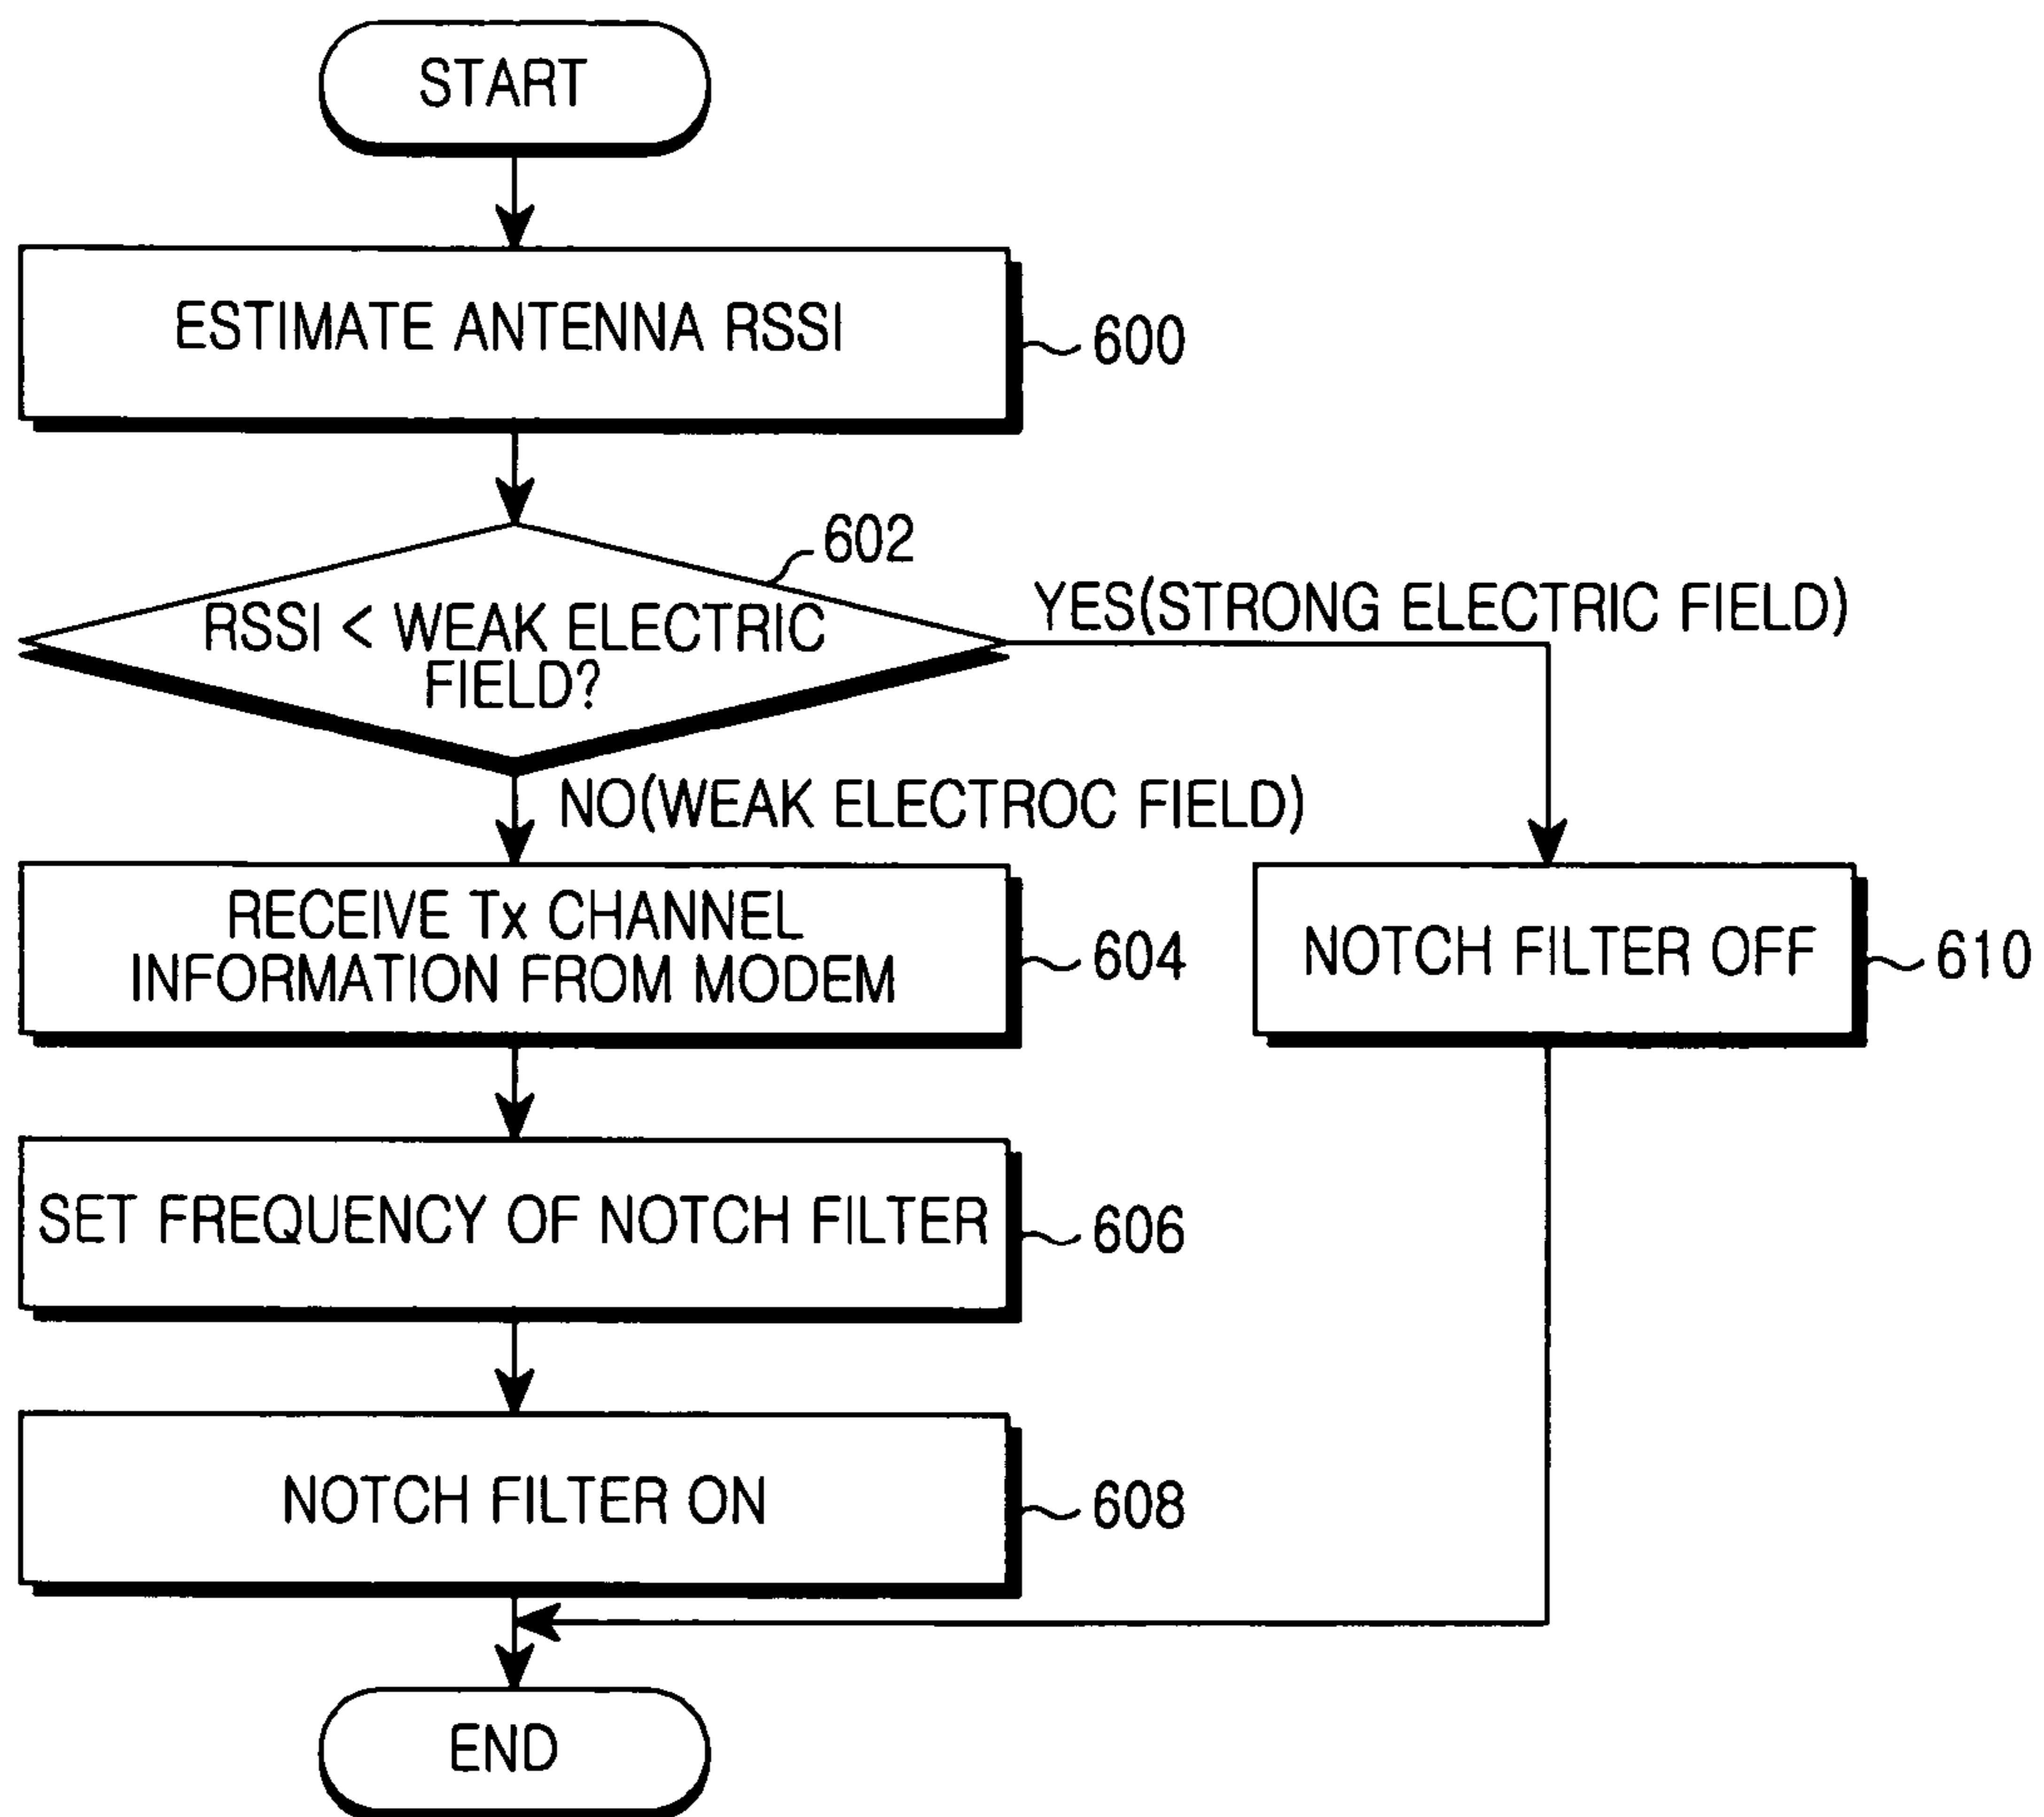 START
ESTIMATE ANTENNA RSSI
600
602
RSSI < WEAK ELECTRIC
FIELD?
YES(STRONG ELECTRIC FIELD)
NO(WEAK ELECTROC FIELD)
RECEIVE Tx CHANNEL
INFORMATION FROM MODEM
604
NOTCH FILTER OFF
610
SET FREQUENCY OF NOTCH FILTER
606
NOTCH FILTER ON
608
END